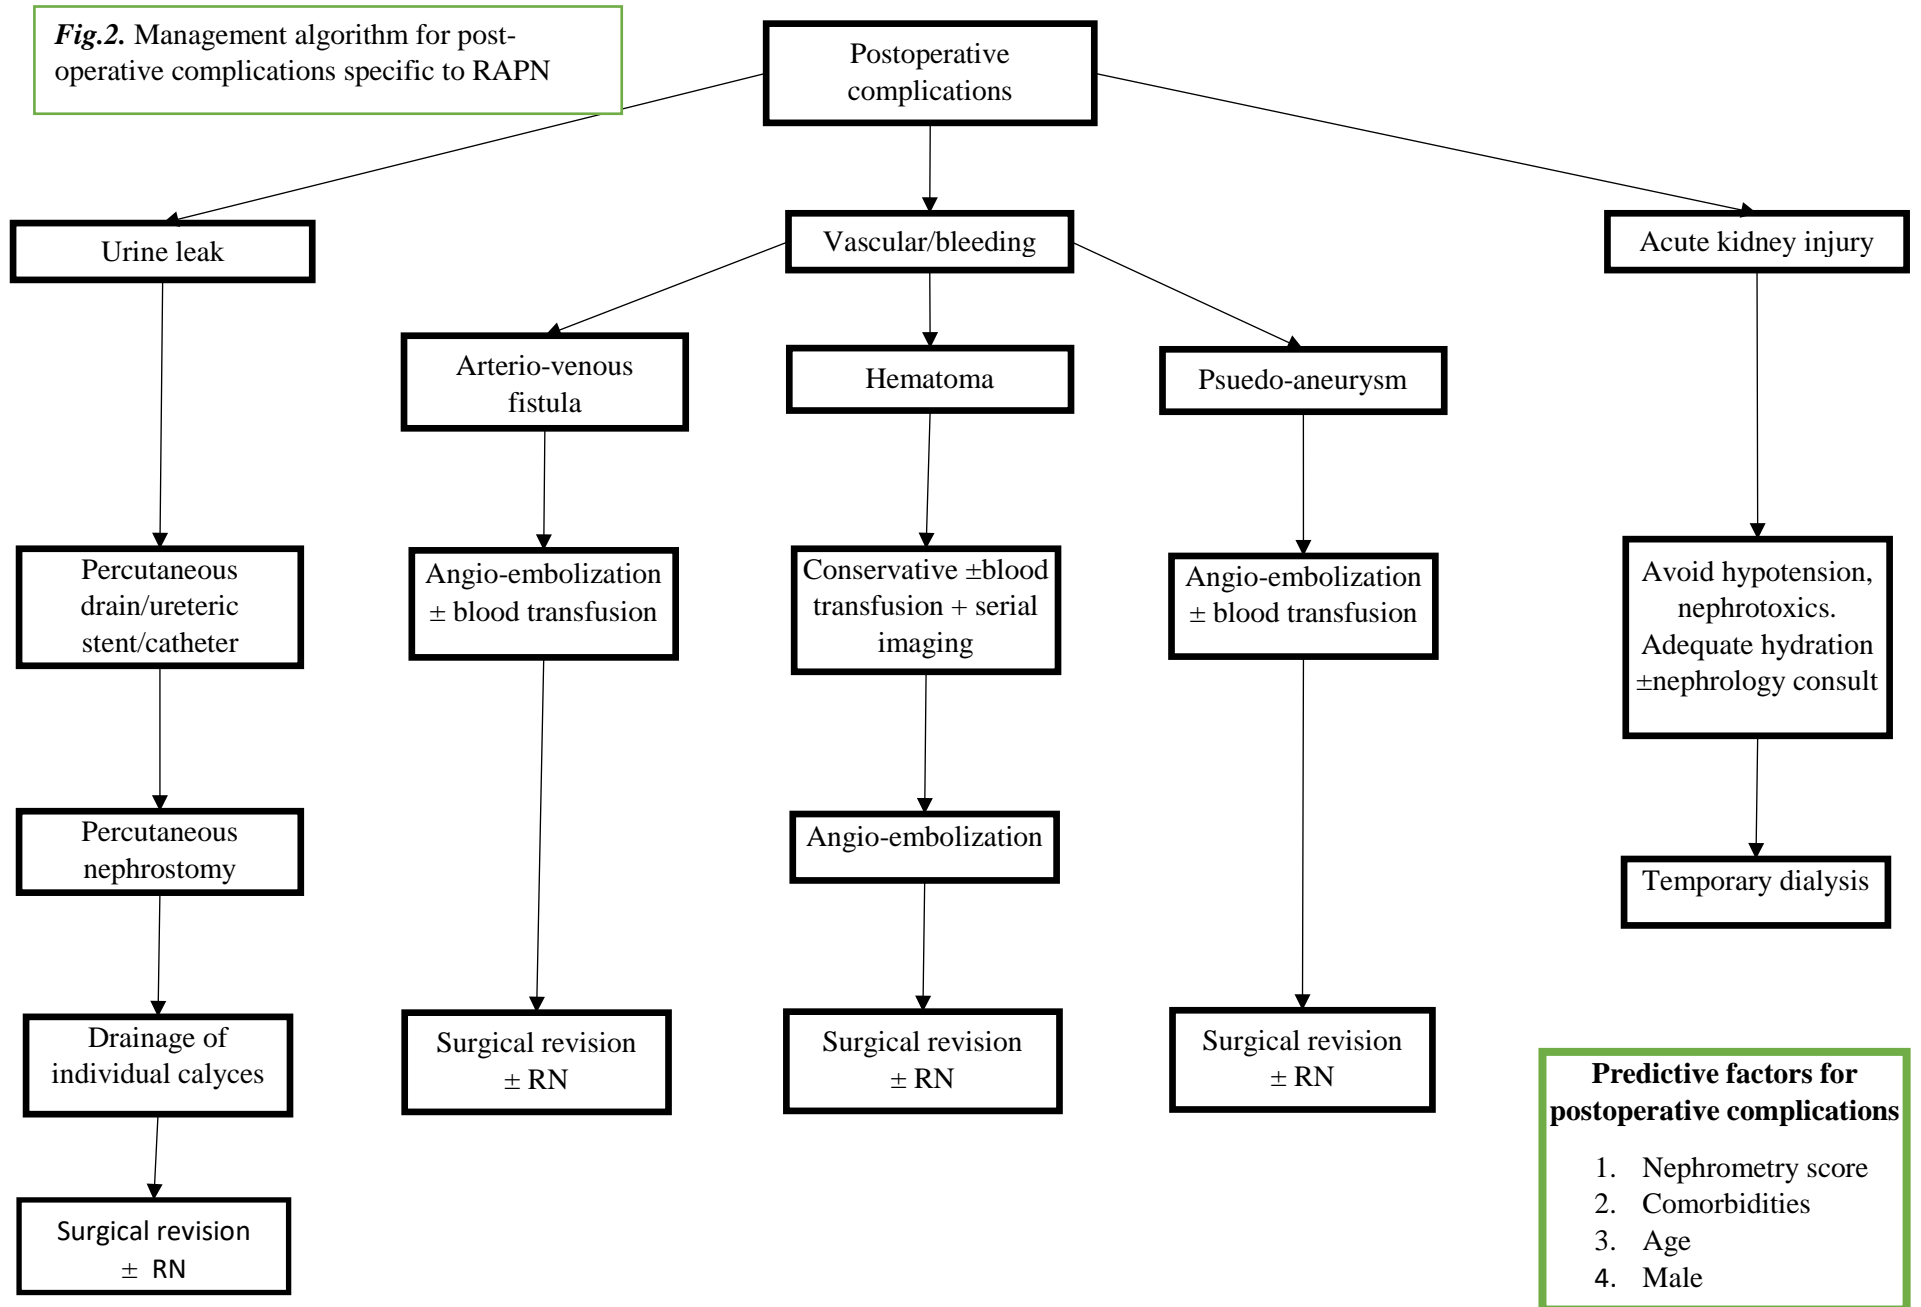 Fig.2. Management algorithm for post-
operative complications specific to RAPN
Postoperative
complications
Urine leak
Vascular/bleeding
Acute kidney injury
Arterio-venous
fistula
Hematoma
Psuedo-aneurysm
Percutaneous
drain/ureteric
stent/catheter
Angio-embolization
± blood transfusion
Conservative ±blood
transfusion + serial
imaging
Angio-embolization
± blood transfusion
Avoid hypotension,
nephrotoxics.
Adequate hydration
±nephrology consult
Percutaneous
nephrostomy
Angio-embolization
Temporary dialysis
Drainage of
individual calyces
Surgical revision
± RN
Surgical revision
± RN
Surgical revision
± RN
Surgical revision
± RN
Predictive factors for
postoperative complications
1. Nephrometry score
2. Comorbidities
3. Age
4. Male